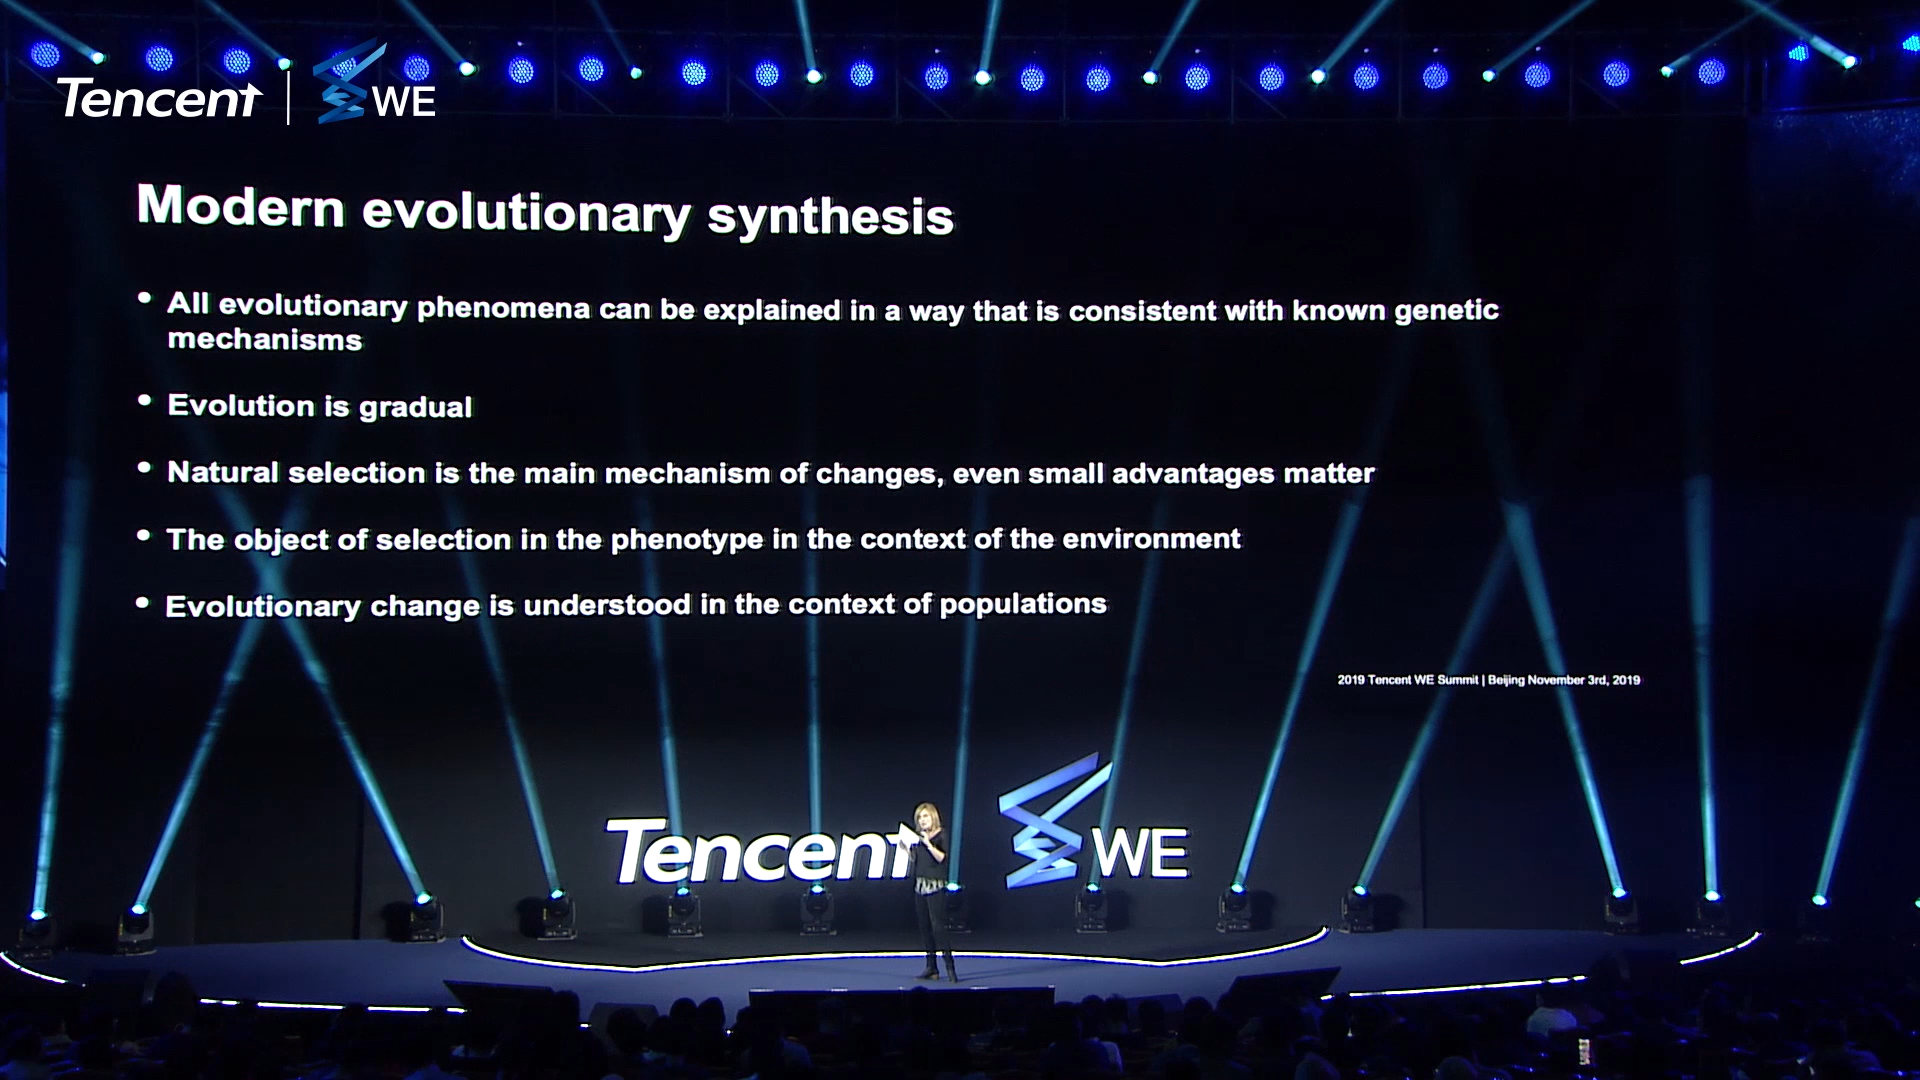 Tencent | WE
Modern evolutionary synthesis
• All evolutionary phenomena can be explained in a way that is consistent with known genetic
mechanisms
• Evolution is gradual
• Natural selection is the main mechanism of changes, even small advantages matter
• The object of selection in the phenotype in the context of the environment
• Evolutionary change is understood in the context of populations
2019 Tencent WE Summit | Beijing November 3rd, 2019
Tencent WE